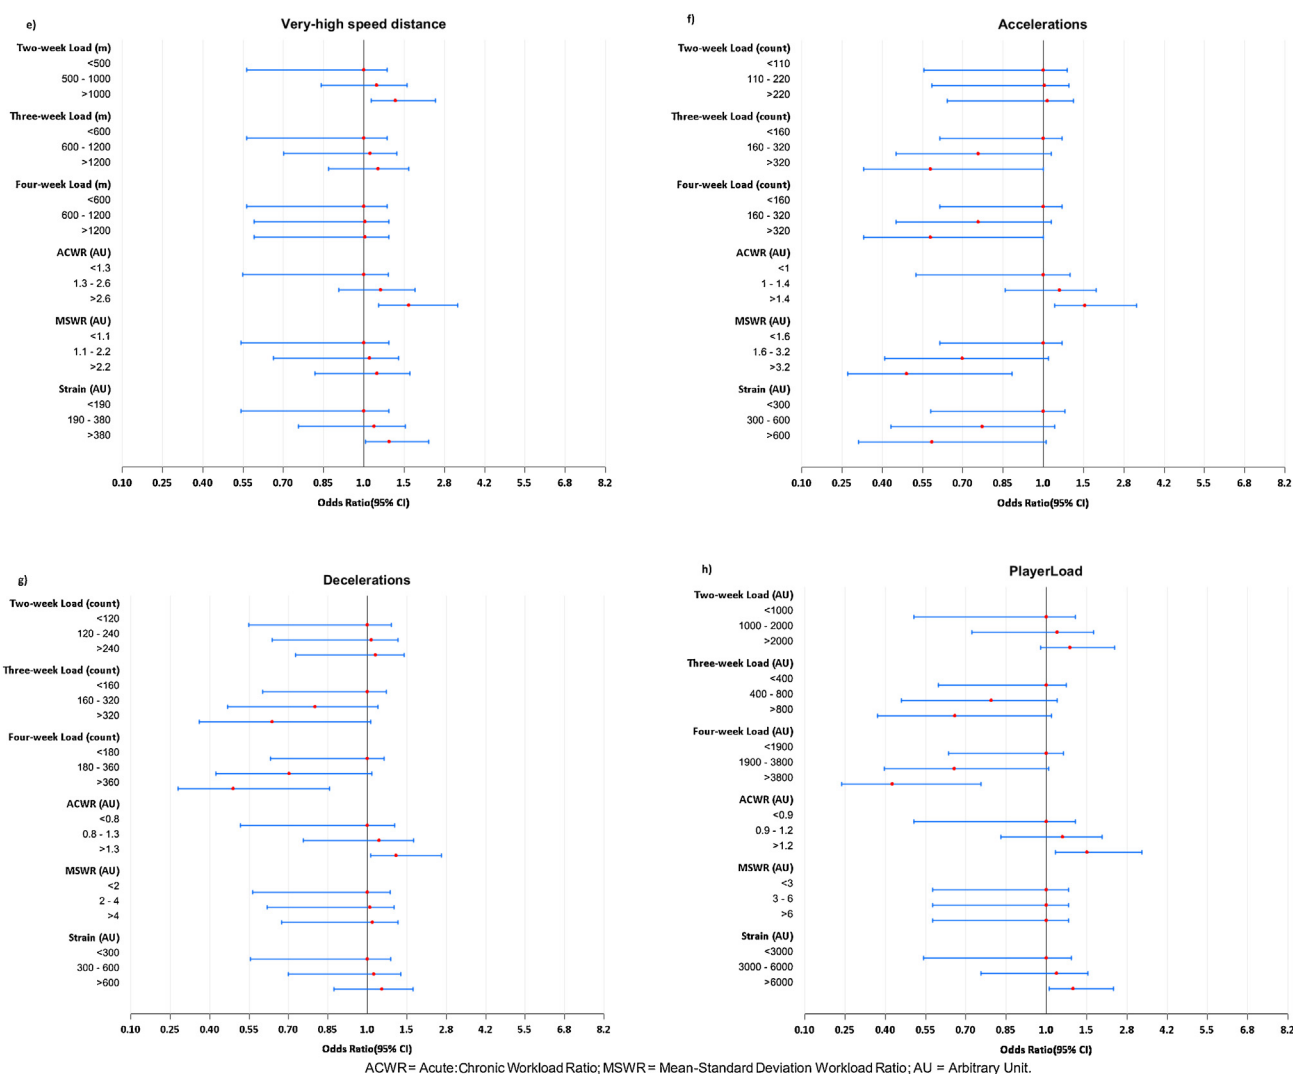 e)
Very-high speed distance
Two-week Load (m)
<500
500 - 1000
>1000
Three-week Load (m)
<600
600 - 1200
>1200
Four-week Load (m)
<600
600 - 1200
>1200
ACWR (AU)
<1.3
1.3 - 2.6
>2.6
MSWR (AU)
<1.1
1.1 - 2.2
>2.2
Strain (AU)
<190
190 - 380
>380
0.10 0.25 0.40 0.55 0.70 0.85 1.0 1.5 2.8 4.2 5.5 6.8 8.2
Odds Ratio(95% CI)
f)
Accelerations
Two-week Load (count)
<110
110 - 220
>220
Three-week Load (count)
<160
160 - 320
>320
Four-week Load (count)
<160
160 - 320
>320
ACWR (AU)
<1
1 - 1.4
>1.4
MSWR (AU)
<1.6
1.6 - 3.2
>3.2
Strain (AU)
<300
300 - 600
>600
0.10 0.25 0.40 0.55 0.70 0.85 1.0 1.5 2.8 4.2 5.5 6.8 8.2
Odds Ratio(95% CI)
g)
Decelerations
Two-week Load (count)
<120
120 - 240
>240
Three-week Load (count)
<160
160 - 320
>320
Four-week Load (count)
<180
180 - 360
>360
ACWR (AU)
<0.8
0.8 - 1.3
>1.3
MSWR (AU)
<2
2 - 4
>4
Strain (AU)
<300
300 - 600
>600
0.10 0.25 0.40 0.55 0.70 0.85 1.0 1.5 2.8 4.2 5.5 6.8 8.2
Odds Ratio(95% CI)
h)
PlayerLoad
Two-week Load (AU)
<1000
1000 - 2000
>2000
Three-week Load (AU)
<400
400 - 800
>800
Four-week Load (AU)
<1900
1900 - 3800
>3800
ACWR (AU)
<0.9
0.9 - 1.2
>1.2
MSWR (AU)
<3
3 - 6
>6
Strain (AU)
<3000
3000 - 6000
>6000
0.10 0.25 0.40 0.55 0.70 0.85 1.0 1.5 2.8 4.2 5.5 6.8 8.2
Odds Ratio(95% CI)
ACWR = Acute:Chronic Workload Ratio; MSWR = Mean-Standard Deviation Workload Ratio; AU = Arbitrary Unit.